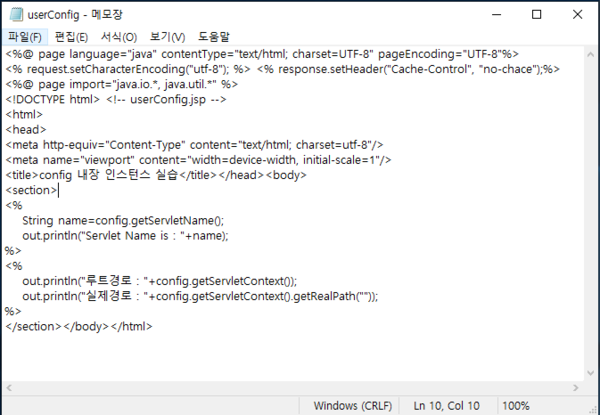 userConfig - 메모장
파일(F) 편집(E) 서식(O) 보기(V) 도움말
<%@ page language="java" contentType="text/html; charset=UTF-8" pageEncoding="UTF-8"%>
<% request.setCharacterEncoding("utf-8"); %> <% response.setHeader("Cache-Control", "no-chace");%>
<%@ page import="java.io.*, java.util.*" %>
<!DOCTYPE html> <!-- userConfig.jsp -->
<html>
<head>
<meta http-equiv="Content-Type" content="text/html; charset=utf-8"/>
<meta name="viewport" content="width=device-width, initial-scale=1"/>
<title>config 내장 인스턴스 실습</title></head><body>
<section>
<%
String name=config.getServletName();
out.println("Servlet Name is : "+name);
%>
<%
out.println("루트경로 : "+config.getServletContext());
out.println("실제경로 : "+config.getServletContext().getRealPath(""));
%>
</section></body></html>
Windows (CRLF) Ln 10, Col 10 100%